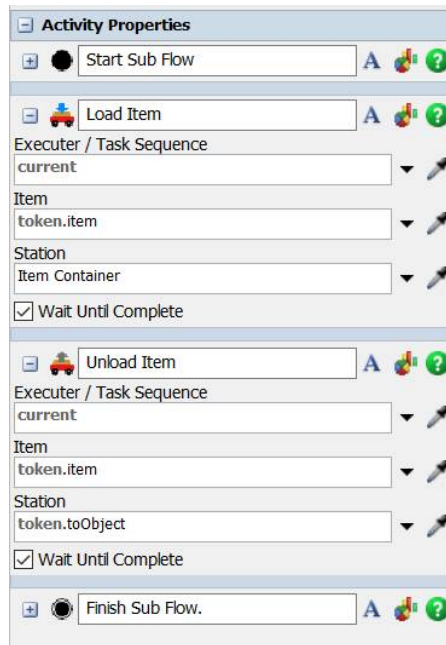 Activity Properties
Start Sub Flow A ?
Load Item A ?
Executer / Task Sequence
current
Item
token.item
Station
Item Container
Wait Until Complete
Unload Item A ?
Executer / Task Sequence
current
Item
token.item
Station
token.toObject
Wait Until Complete
Finish Sub Flow. A ?